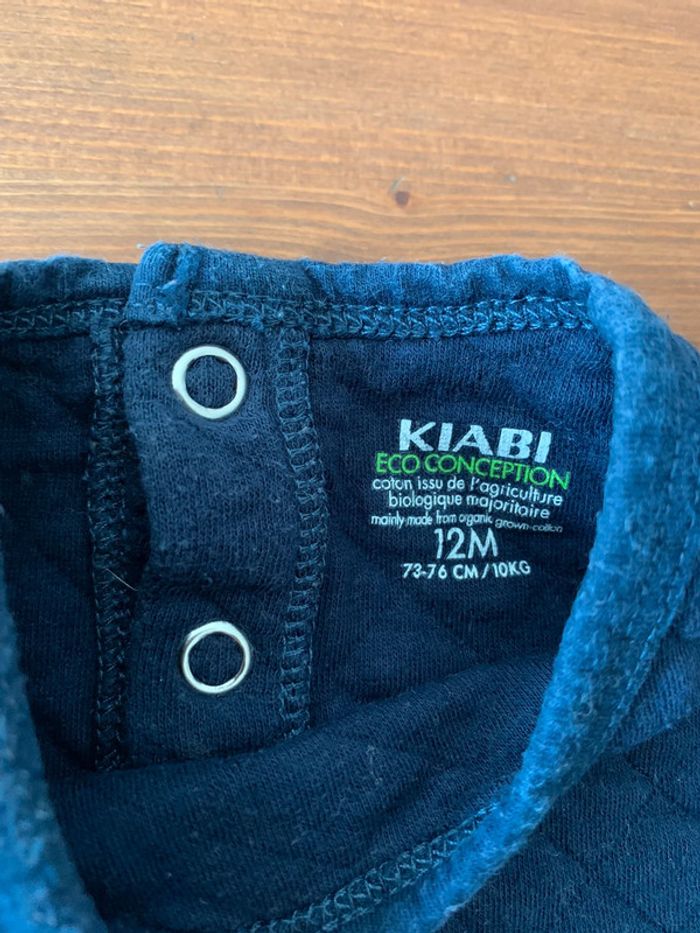 KIABI
ECO CONCEPTION
coton issu de l'agriculture
biologique majoritaire
mainly made from organic grown-cotton
12M
73-76 CM / 10KG